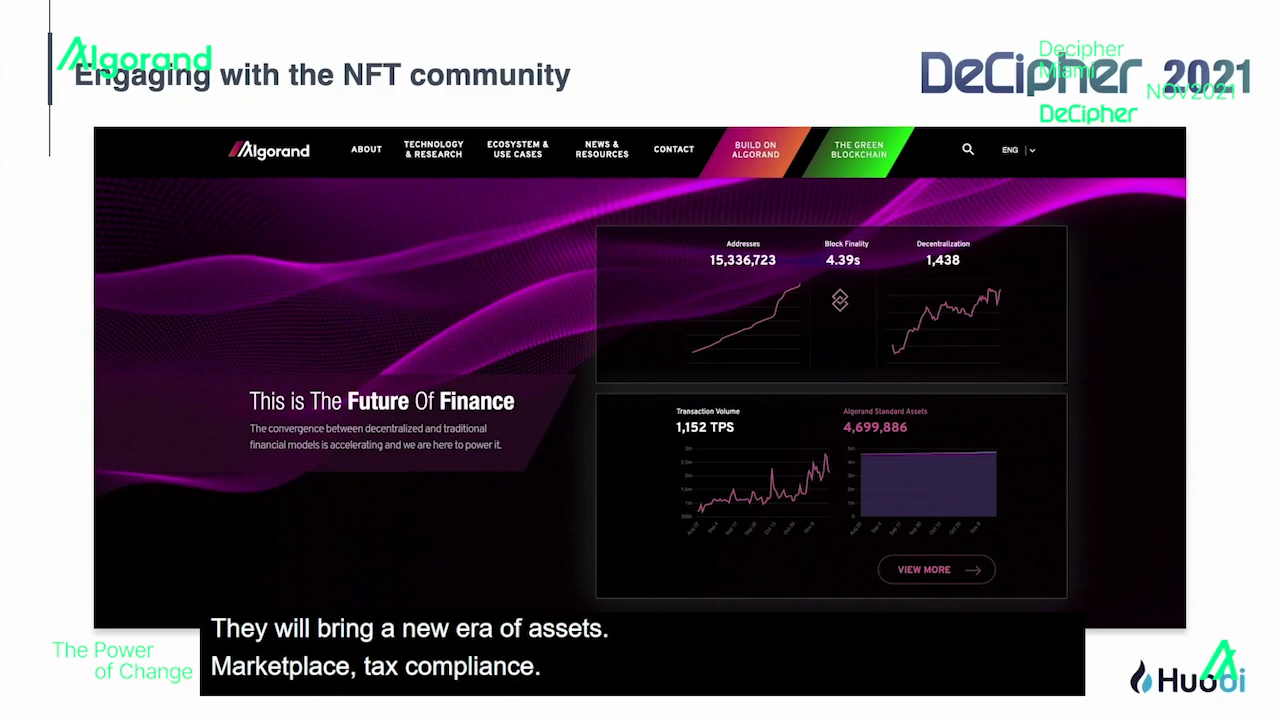 Algorand
Engaging with the NFT community
DeCipher 2021
Decipher
Miami
NOV2021
DeCipher
Algorand
ABOUT
TECHNOLOGY
& RESEARCH
ECOSYSTEM &
USE CASES
NEWS &
RESOURCES
CONTACT
BUILD ON
ALGORAND
THE GREEN
BLOCKCHAIN
ENG
Addresses
15,336,723
Block Finality
4.39s
Decentralization
1,438
This is The Future Of Finance
The convergence between decentralized and traditional
financial models is accelerating and we are here to power it.
Transaction Volume
1,152 TPS
Algorand Standard Assets
4,699,886
VIEW MORE
They will bring a new era of assets.
Marketplace, tax compliance.
The Power
of Change
Huobi